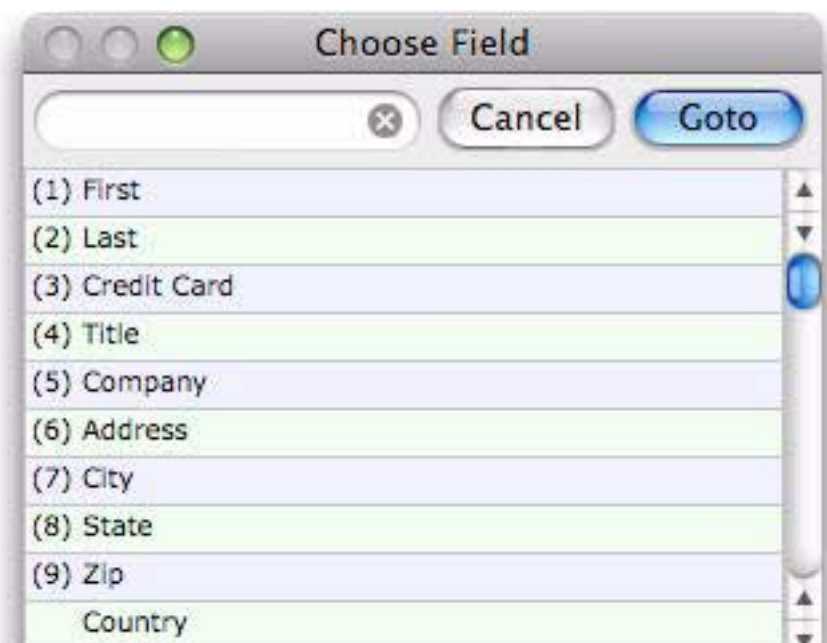 Choose Field
Cancel Goto
(1) First
(2) Last
(3) Credit Card
(4) Title
(5) Company
(6) Address
(7) City
(8) State
(9) Zip
Country